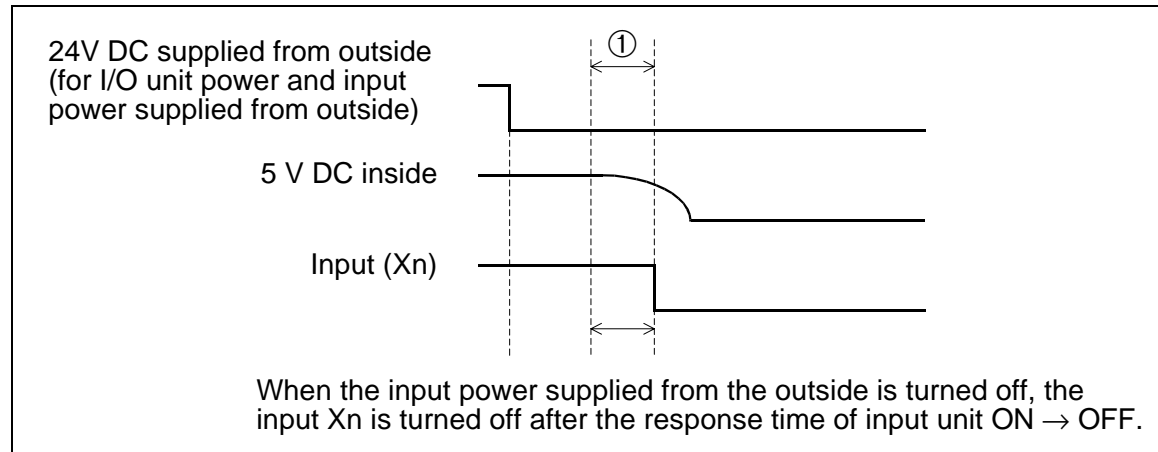 24V DC supplied from outside
(for I/O unit power and input
power supplied from outside)
①
5 V DC inside
Input (Xn)
When the input power supplied from the outside is turned off, the
input Xn is turned off after the response time of input unit ON → OFF.